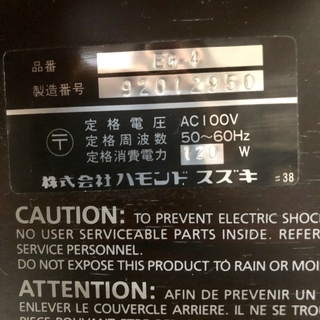 品番 EG-4
製造番号 92012950
〒 定格電圧 AC100V
定格周波数 50〜60Hz
定格消費電力 120 W
株式会社 ハモンド スズキ =38
CAUTION: TO PREVENT ELECTRIC SHOC
NO USER SERVICEABLE PARTS INSIDE. REFER
SERVICE PERSONNEL.
DO NOT EXPOSE THIS PRODUCT TO RAIN OR MOI
ATTENTION: AFIN DE PREVENIR UN
ENLEVER LE COUVERCLE ARRIERE. IL NE SE TROU